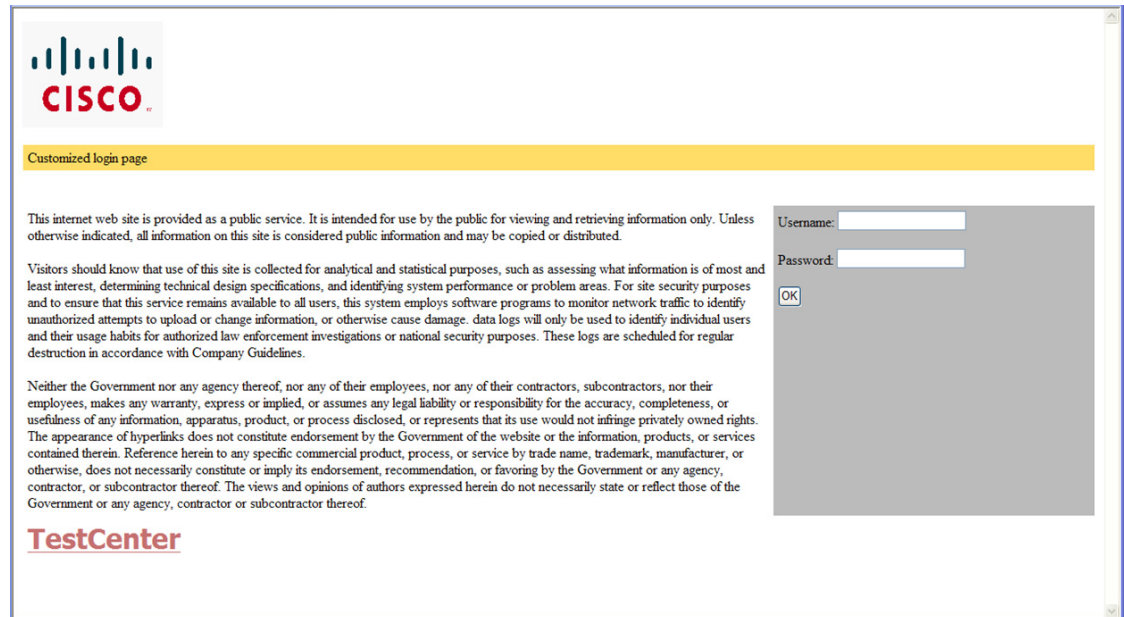 CISCO
Customized login page
This internet web site is provided as a public service. It is intended for use by the public for viewing and retrieving information only. Unless
otherwise indicated, all information on this site is considered public information and may be copied or distributed.
Username:
Visitors should know that use of this site is collected for analytical and statistical purposes, such as assessing what information is of most and
least interest, determining technical design specifications, and identifying system performance or problem areas. For site security purposes
and to ensure that this service remains available to all users, this system employs software programs to monitor network traffic to identify
unauthorized attempts to upload or change information, or otherwise cause damage. data logs will only be used to identify individual users
and their usage habits for authorized law enforcement investigations or national security purposes. These logs are scheduled for regular
destruction in accordance with Company Guidelines.
Password:
OK
Neither the Government nor any agency thereof, nor any of their employees, nor any of their contractors, subcontractors, nor their
employees, makes any warranty, express or implied, or assumes any legal liability or responsibility for the accuracy, completeness, or
usefulness of any information, apparatus, product, or process disclosed, or represents that its use would not infringe privately owned rights.
The appearance of hyperlinks does not constitute endorsement by the Government of the website or the information, products, or services
contained therein. Reference herein to any specific commercial product, process, or service by trade name, trademark, manufacturer, or
otherwise, does not necessarily constitute or imply its endorsement, recommendation, or favoring by the Government or any agency,
contractor, or subcontractor thereof. The views and opinions of authors expressed herein do not necessarily state or reflect those of the
Government or any agency, contractor or subcontractor thereof.
TestCenter